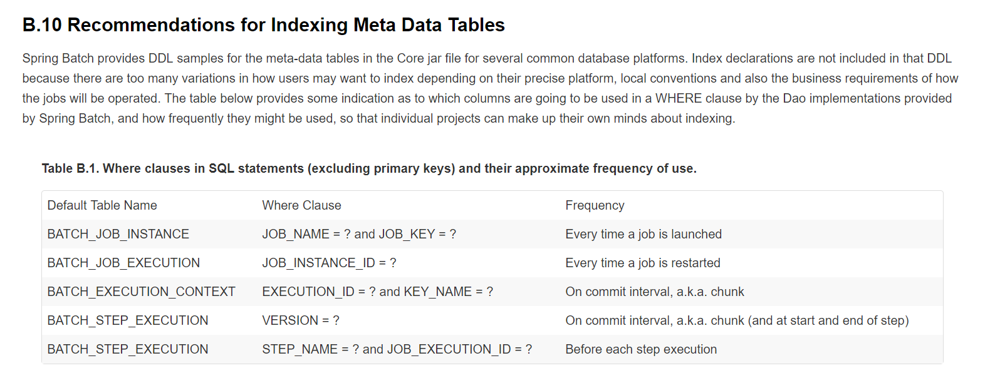 B.10 Recommendations for Indexing Meta Data Tables
Spring Batch provides DDL samples for the meta-data tables in the Core jar file for several common database platforms. Index declarations are not included in that DDL
because there are too many variations in how users may want to index depending on their precise platform, local conventions and also the business requirements of how
the jobs will be operated. The table below provides some indication as to which columns are going to be used in a WHERE clause by the Dao implementations provided
by Spring Batch, and how frequently they might be used, so that individual projects can make up their own minds about indexing.
Table B.1. Where clauses in SQL statements (excluding primary keys) and their approximate frequency of use.
Default Table Name Where Clause Frequency
BATCH_JOB_INSTANCE JOB_NAME = ? and JOB_KEY = ? Every time a job is launched
BATCH_JOB_EXECUTION JOB_INSTANCE_ID = ? Every time a job is restarted
BATCH_EXECUTION_CONTEXT EXECUTION_ID = ? and KEY_NAME = ? On commit interval, a.k.a. chunk
BATCH_STEP_EXECUTION VERSION = ? On commit interval, a.k.a. chunk (and at start and end of step)
BATCH_STEP_EXECUTION STEP_NAME = ? and JOB_EXECUTION_ID = ? Before each step execution